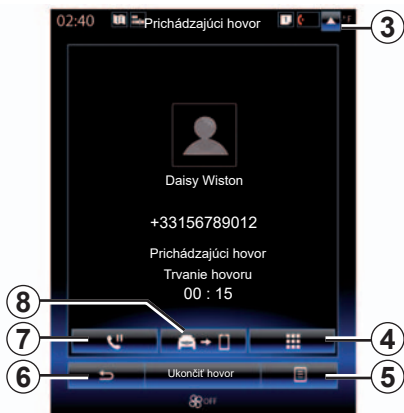 02:40 Prichádzajúci hovor
3
Daisy Wiston
+33156789012
Prichádzajúci hovor
Trvanie hovoru
00 : 15
8
7
4
6
Ukončiť hovor
5
OFF